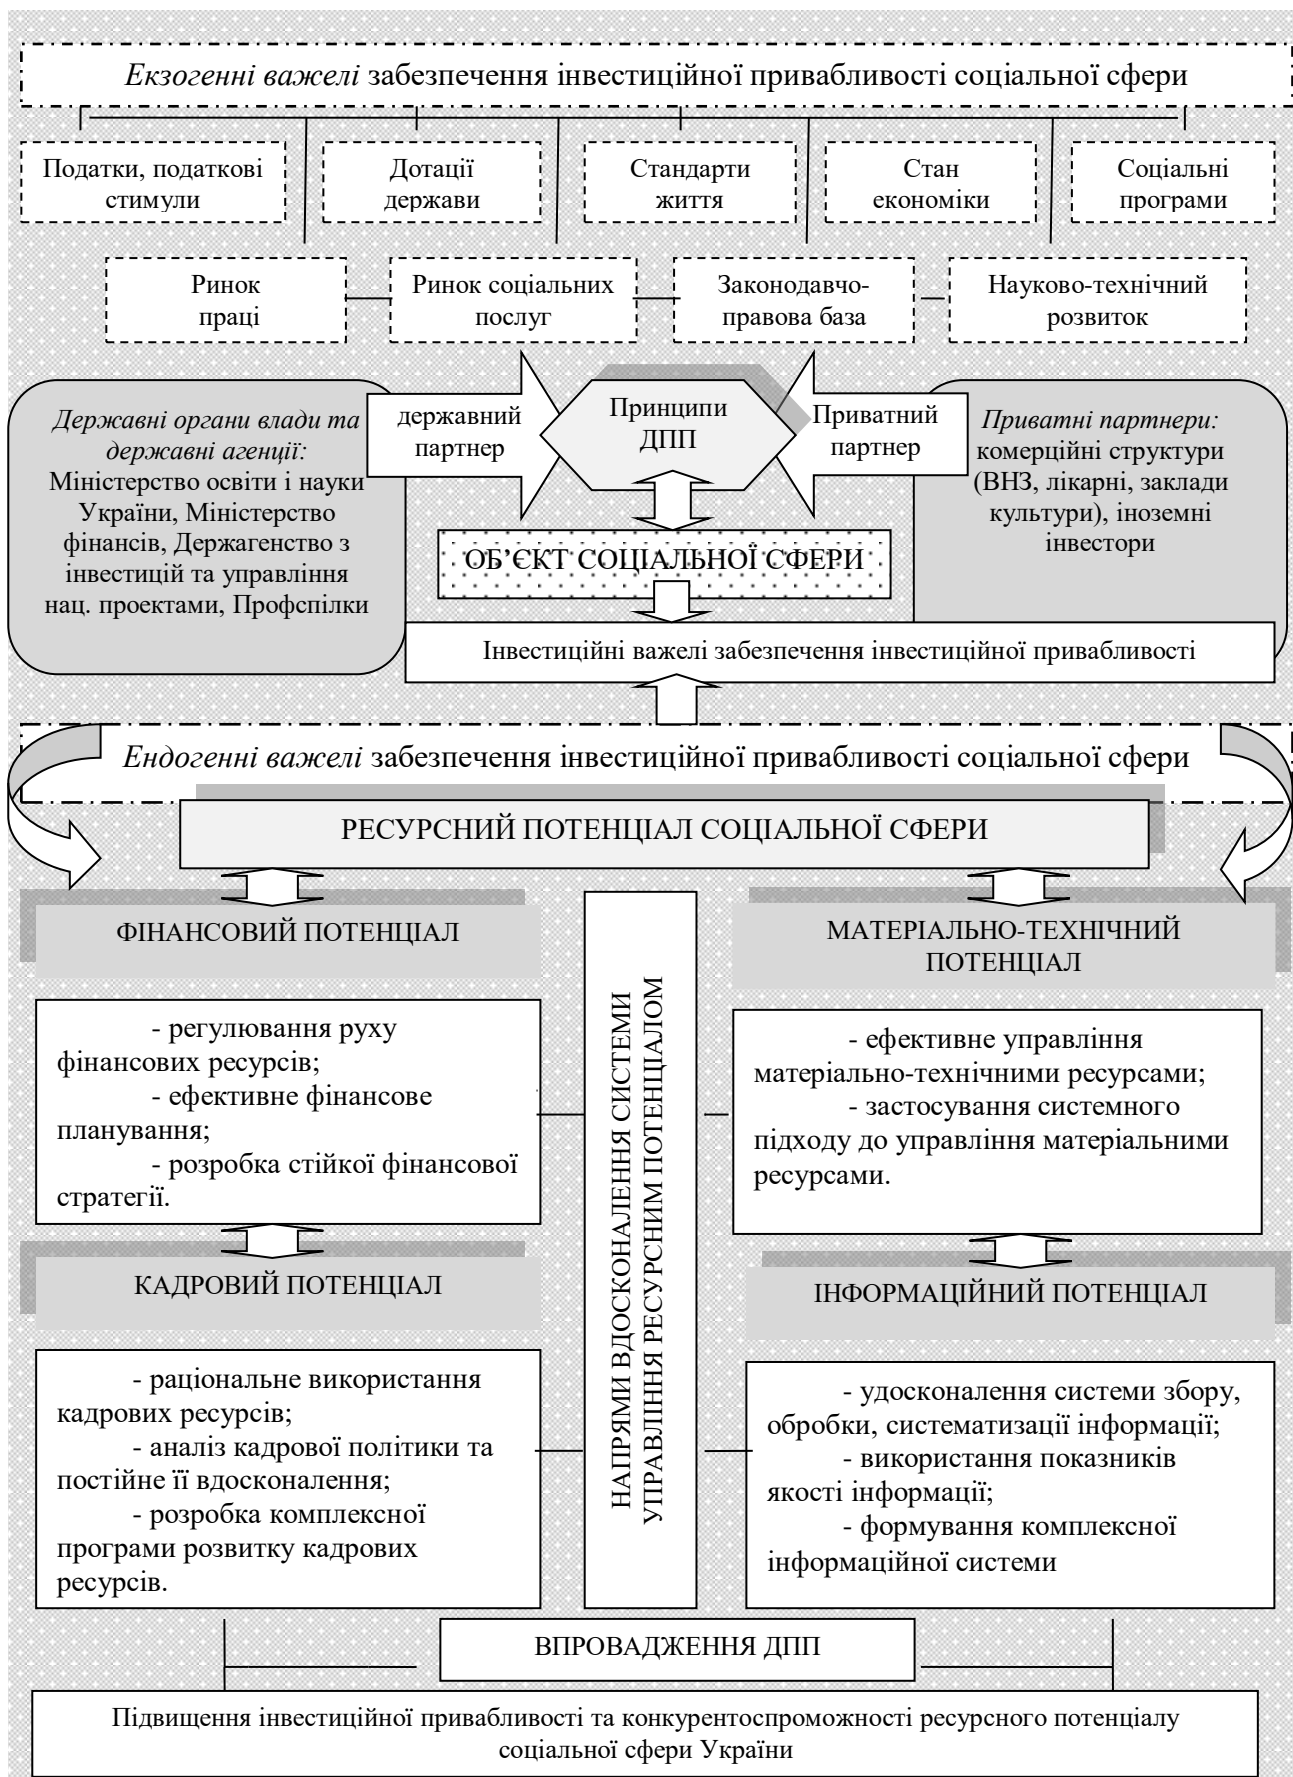 Екзогенні важелі забезпечення інвестиційної привабливості соціальної сфери
Податки, податкові
стимули
Дотації
держави
Стандарти
життя
Стан
економіки
Соціальні
програми
Ринок
праці
Ринок соціальних
послуг
Законодавчо-
правова база
Науково-технічний
розвиток
Державні органи влади та
державні агенції:
Міністерство освіти і науки
України, Міністерство
фінансів, Держагенство з
інвестицій та управління
нац. проектами, Профспілки
державний
партнер
Принципи
ДПП
Приватний
партнер
Приватні партнери:
комерційні структури
(ВНЗ, лікарні, заклади
культури), іноземні
інвестори
ОБ’ЄКТ СОЦІАЛЬНОЇ СФЕРИ
Інвестиційні важелі забезпечення інвестиційної привабливості
Ендогенні важелі забезпечення інвестиційної привабливості соціальної сфери
РЕСУРСНИЙ ПОТЕНЦІАЛ СОЦІАЛЬНОЇ СФЕРИ
ФІНАНСОВИЙ ПОТЕНЦІАЛ
- регулювання руху
фінансових ресурсів;
- ефективне фінансове
планування;
- розробка стійкої фінансової
стратегії.
КАДРОВИЙ ПОТЕНЦІАЛ
- раціональне використання
кадрових ресурсів;
- аналіз кадрової політики та
постійне її вдосконалення;
- розробка комплексної
програми розвитку кадрових
ресурсів.
НАПРЯМИ ВДОСКОНАЛЕННЯ СИСТЕМИ
УПРАВЛІННЯ РЕСУРСНИМ ПОТЕНЦІАЛОМ
МАТЕРІАЛЬНО-ТЕХНІЧНИЙ
ПОТЕНЦІАЛ
- ефективне управління
матеріально-технічними ресурсами;
- застосування системного
підходу до управління матеріальними
ресурсами.
ІНФОРМАЦІЙНИЙ ПОТЕНЦІАЛ
- удосконалення системи збору,
обробки, систематизації інформації;
- використання показників
якості інформації;
- формування комплексної
інформаційної системи
ВПРОВАДЖЕННЯ ДПП
Підвищення інвестиційної привабливості та конкурентоспроможності ресурсного потенціалу
соціальної сфери України